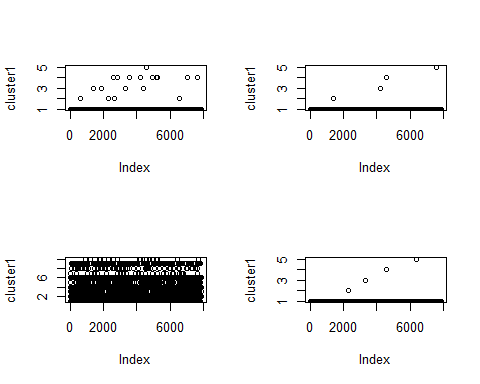 cluster1
5
3
1
0 2000 6000
Index
cluster1
5
3
1
0 2000 6000
Index
cluster1
6
2
0 2000 6000
Index
cluster1
5
3
1
0 2000 6000
Index